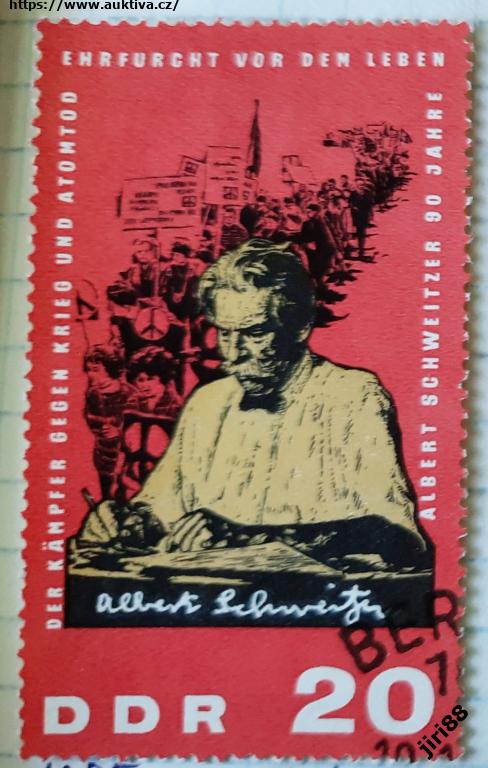 https://www.auktiva.cz/
EHRFURCHT VOR DEM LEBEN
DER KÄMPFER GEGEN KRIEG UND ATOMTOD
ALBERT SCHWEITZER 90 JAHRE
Albert Schweitzer
BER
7
DDR 20
jiri88